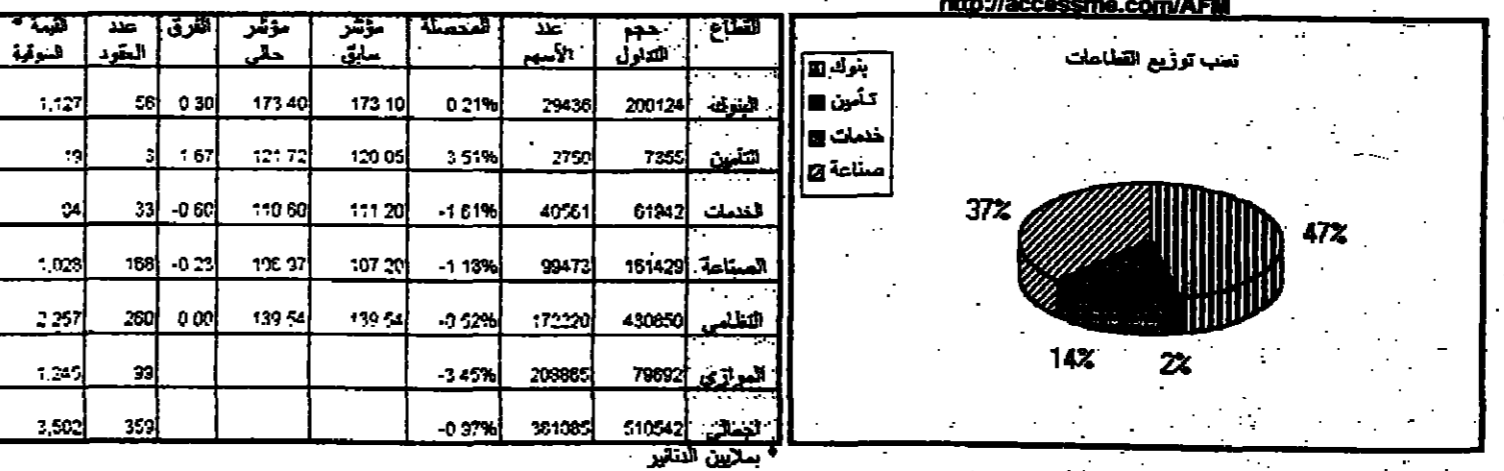 http://accessme.com/AFM
القطاع حجم التداول عدد الأسهم المحصلة مؤشر سابق مؤشر حالي الفرق عدد العقود القيمة * السوقية
البنوك 200124 29436 0 21% 173 10 173 40 0 30 56 1,127
التأمين 7355 2750 3 51% 120 05 121 72 1 67 3 19
الخدمات 61942 40561 -1 61% 111 20 110 60 -0 60 33
الصناعة 161429 99473 -1 18% 107 20 106 97 -0 23 168 1,028
النظامي 430850 172220 -0 52% 139 54 139 54 0 00 260 2 257
الموازي 79692 208865 -3 45% 99 1.245
اجمالي 510542 381085 -0 97% 359 3,502
* بملايين الدنانير
نسب توزيع القطاعات
بنوك
تأمين
خدمات
صناعة
37%
47%
14%
2%